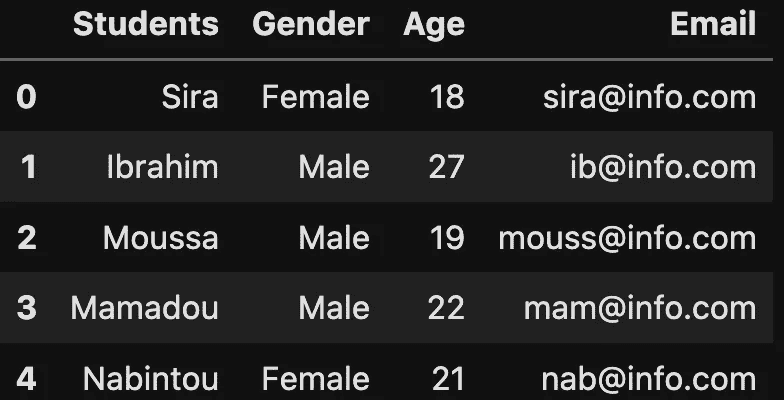 Students Gender Age Email
0 Sira Female 18 sira@info.com
1 Ibrahim Male 27 ib@info.com
2 Moussa Male 19 mouss@info.com
3 Mamadou Male 22 mam@info.com
4 Nabintou Female 21 nab@info.com